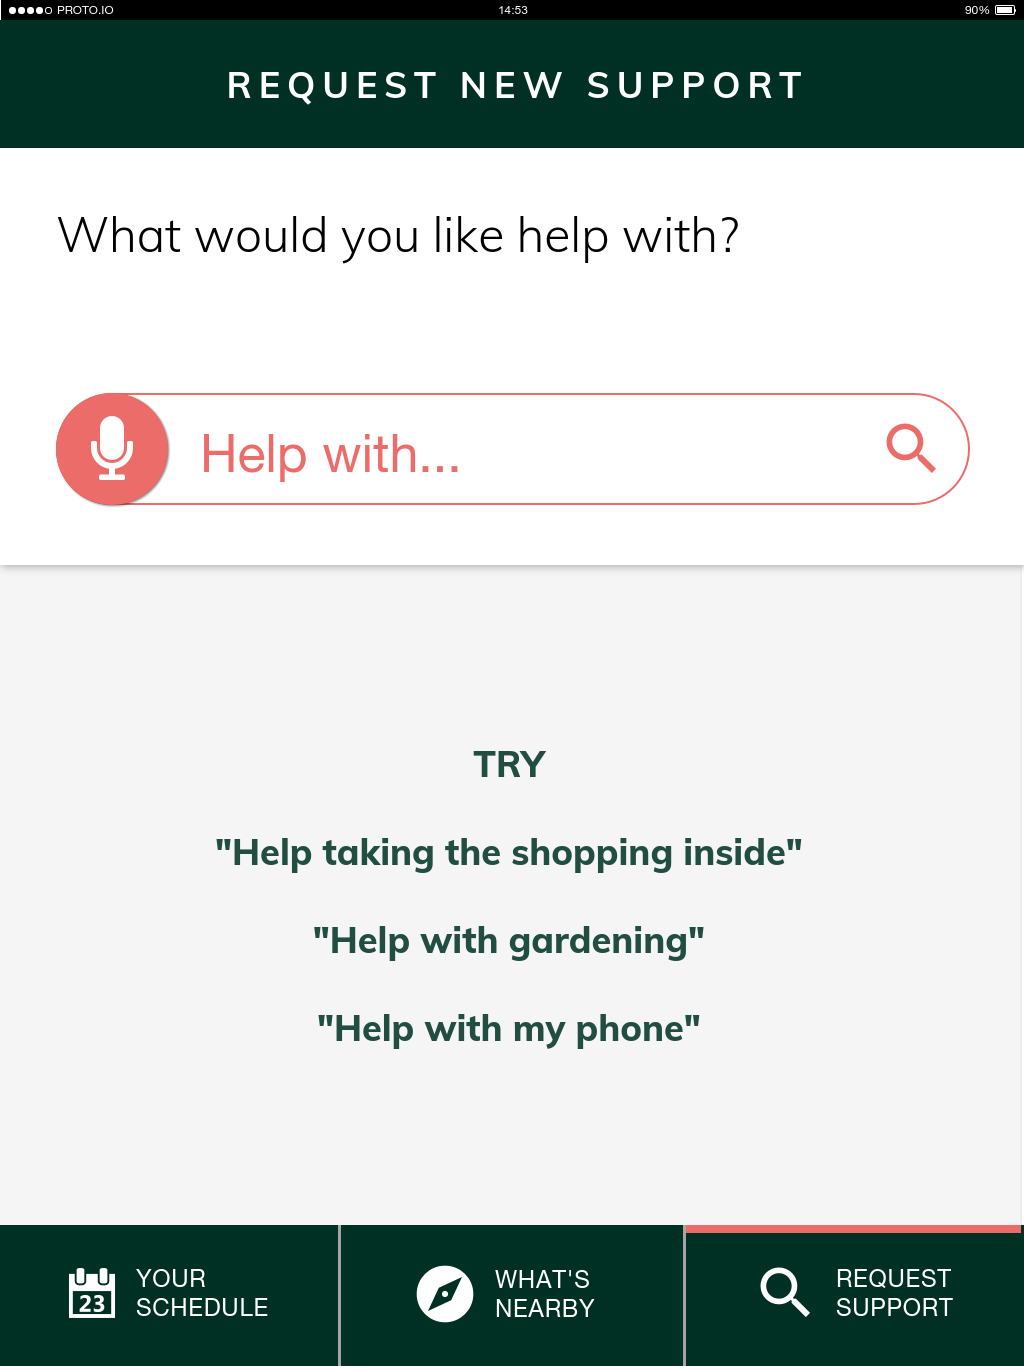 PROTO.IO 14:53 90%
REQUEST NEW SUPPORT
What would you like help with?
Help with...
TRY
"Help taking the shopping inside"
"Help with gardening"
"Help with my phone"
23
YOUR
SCHEDULE
WHAT'S
NEARBY
REQUEST
SUPPORT